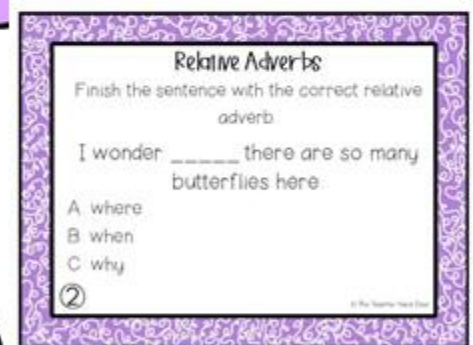 Relative Adverbs
Finish the sentence with the correct relative
adverb
I wonder _____ there are so many
butterflies here
A where
B when
C why
②